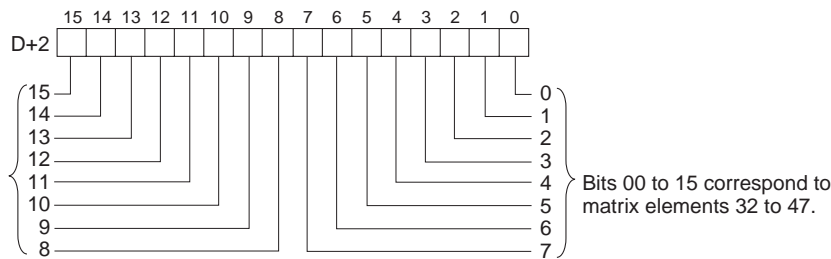 15 14 13 12 11 10 9 8 7 6 5 4 3 2 1 0
D+2
15 0
14 1
13 2
12 3
11 4
10 5
9 6
8 7
Bits 00 to 15 correspond to
matrix elements 32 to 47.